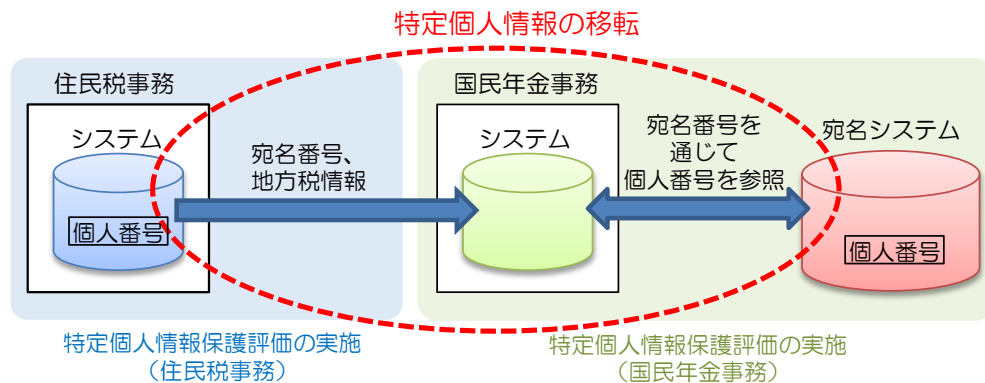 特定個人情報の移転
住民税事務
システム
個人番号
宛名番号、
地方税情報
国民年金事務
システム
宛名番号を
通じて
個人番号を参照
宛名システム
個人番号
特定個人情報保護評価の実施
（住民税事務）
特定個人情報保護評価の実施
（国民年金事務）